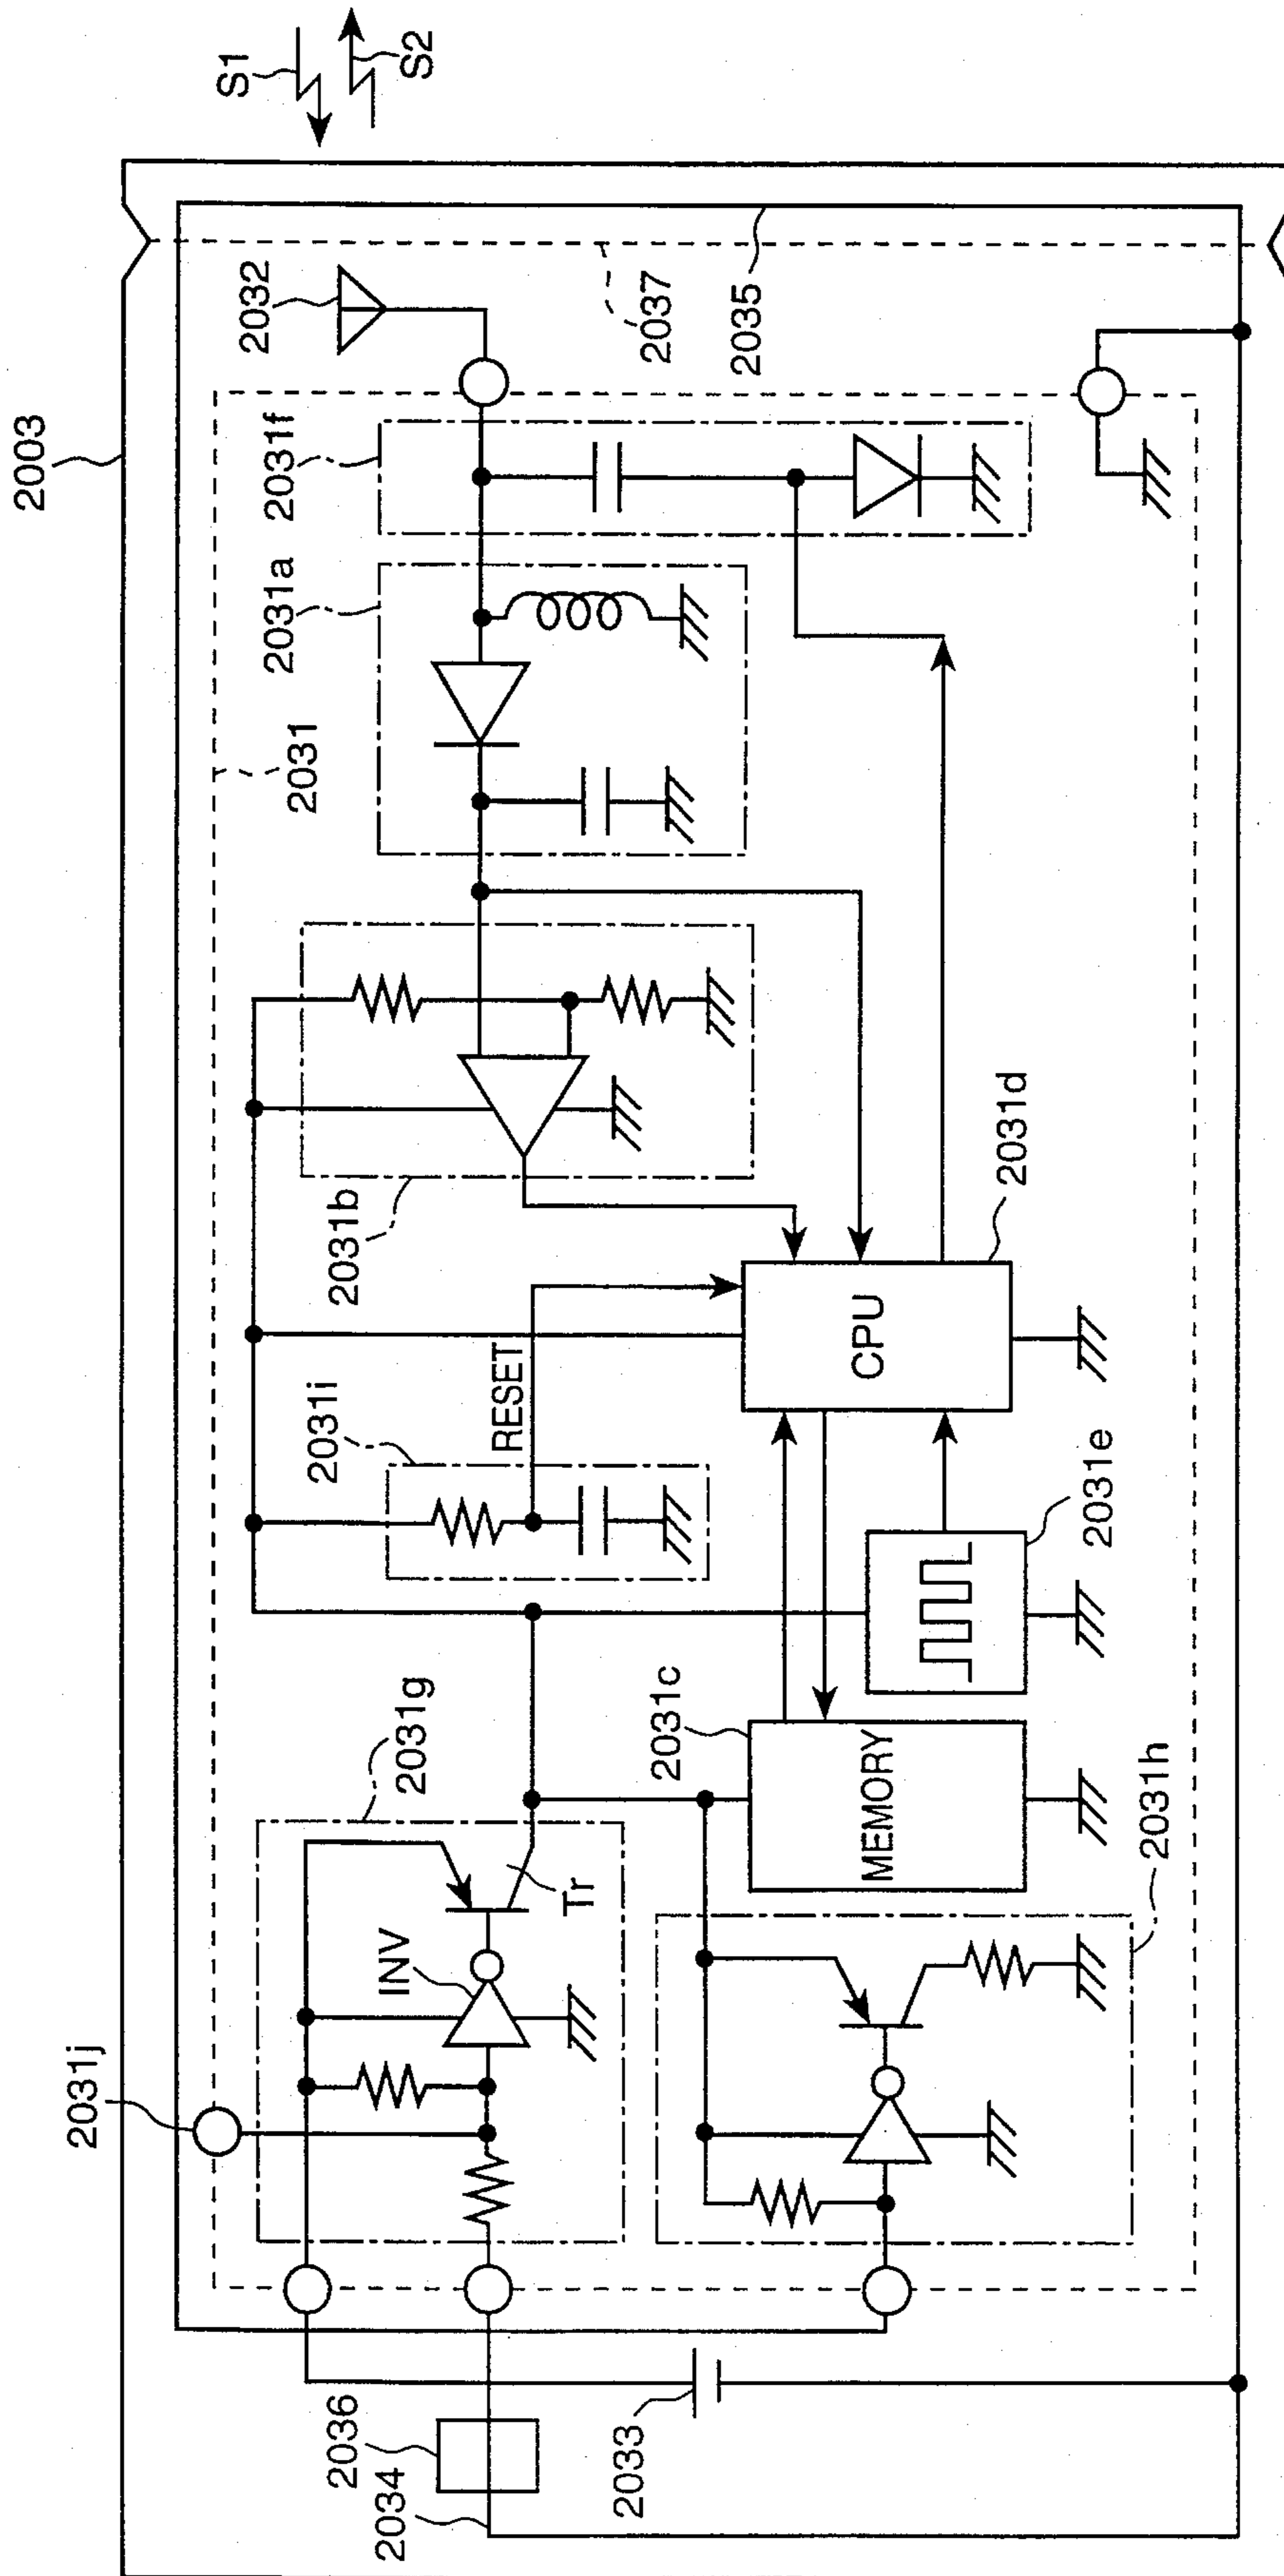 2003
S1
S2
2032
2037
2035
2031f
2031a
2031
2031b
2031d
CPU
RESET
2031i
2031e
2031g
2031c
MEMORY
2031h
Tr
INV
2031j
2036
2034
2033